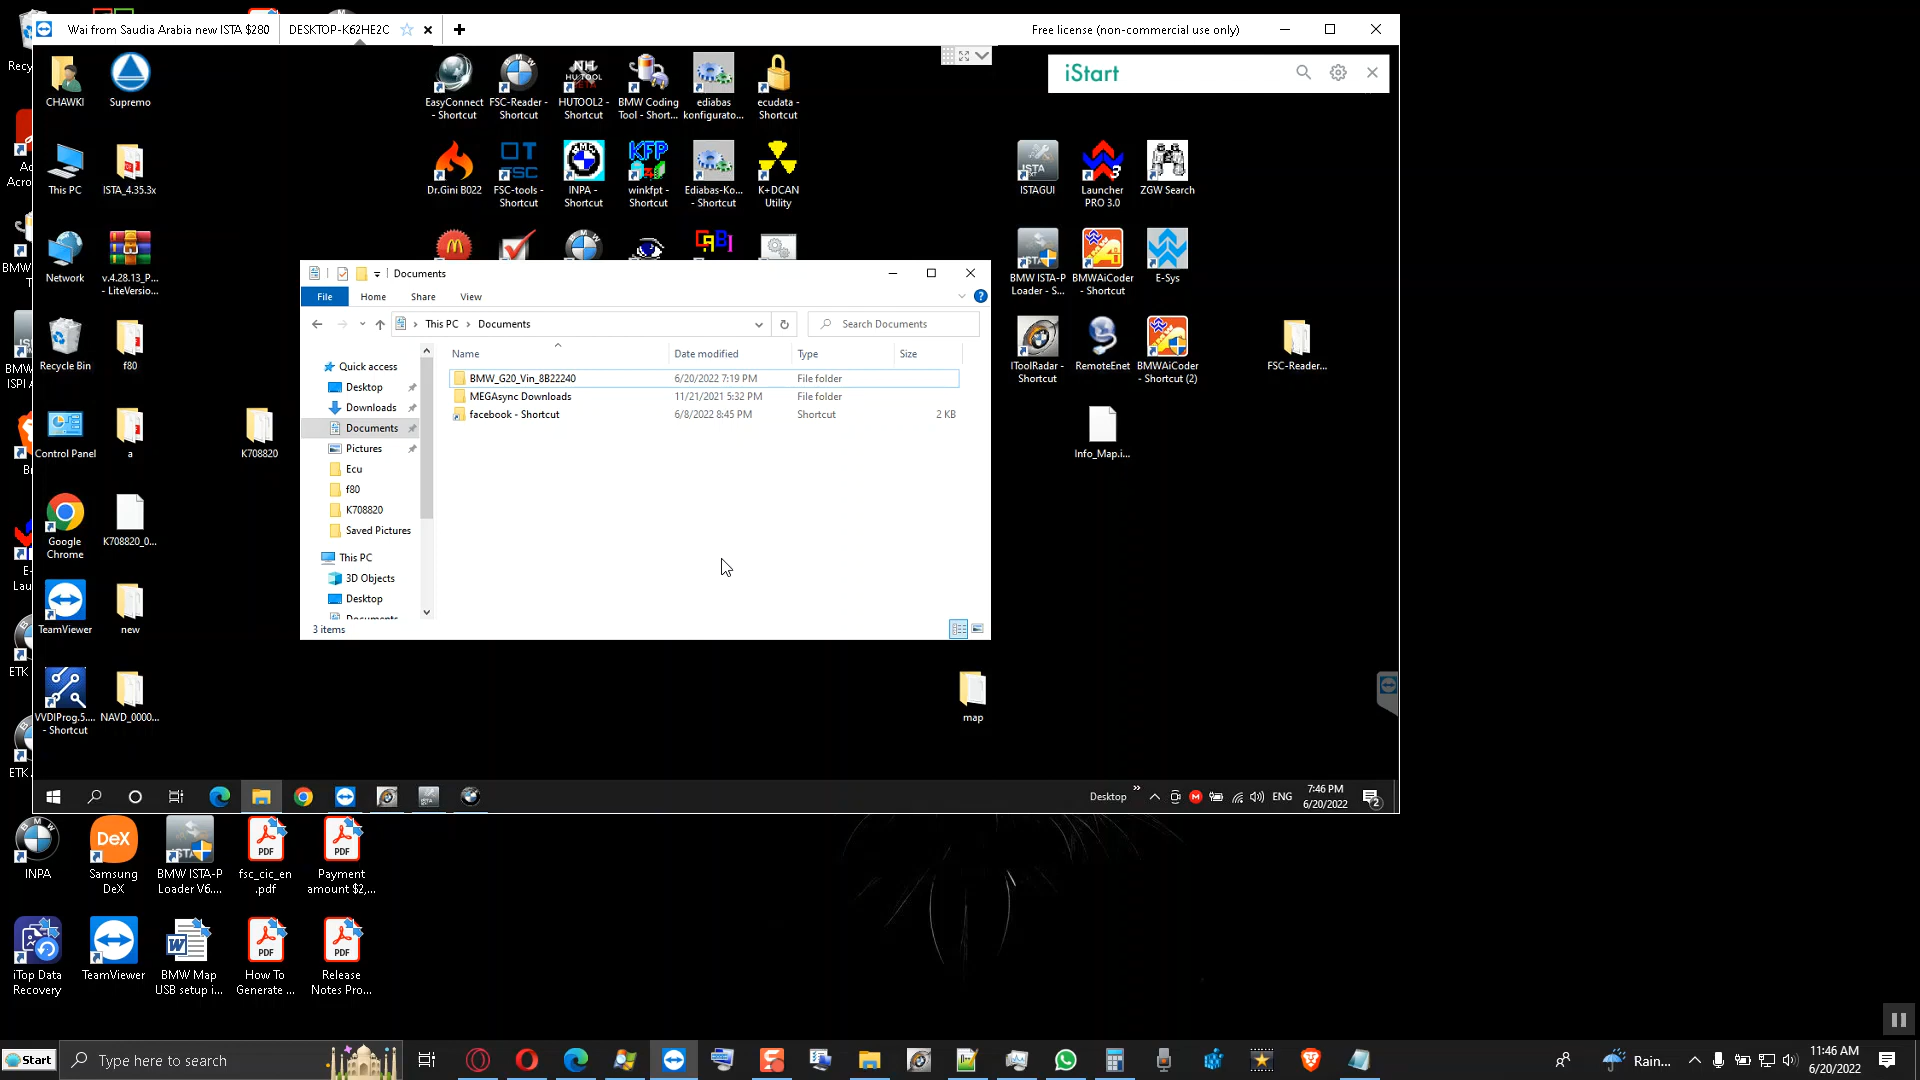 Wai from Saudia Arabia new ISTA $280
DESKTOP-K62HE2C
Free license (non-commercial use only)
CHAWKI
Supremo
EasyConnect - Shortcut
FSC-Reader - Shortcut
HUTOOL2 - Shortcut
BMW Coding Tool - Short...
ediabas konfigurato...
ecudata - Shortcut
iStart
This PC
ISTA_4.35.3x
Dr.Gini B022
FSC-tools - Shortcut
INPA - Shortcut
winkfpt - Shortcut
Ediabas-Ko... - Shortcut
K+DCAN Utility
ISTAGUI
Launcher PRO 3.0
ZGW Search
Network
v.4.28.13_P... - LiteVersio...
BMW ISTA-P Loader - S...
BMWAiCoder - Shortcut
E-Sys
Recycle Bin
f80
IToolRadar - Shortcut
RemoteEnet
BMWAiCoder - Shortcut (2)
FSC-Reader...
Control Panel
a
K708820
Info_Map.i...
Google Chrome
K708820_0...
TeamViewer
new
VVDIProg.5.... - Shortcut
NAVD_0000...
map
Documents
File
Home
Share
View
This PC
Documents
Search Documents
Name
Date modified
Type
Size
BMW_G20_Vin_8B22240
6/20/2022 7:19 PM
File folder
MEGAsync Downloads
11/21/2021 5:32 PM
File folder
facebook - Shortcut
6/8/2022 8:45 PM
Shortcut
2 KB
Quick access
Desktop
Downloads
Documents
Pictures
Ecu
f80
K708820
Saved Pictures
This PC
3D Objects
Desktop
Documents
3 items
Desktop
ENG
7:46 PM
6/20/2022
2
INPA
Samsung DeX
BMW ISTA-P Loader V6....
fsc_cic_en.pdf
Payment amount $2,...
iTop Data Recovery
TeamViewer
BMW Map USB setup i...
How To Generate ...
Release Notes Pro...
Start
Type here to search
Rain...
11:46 AM
6/20/2022